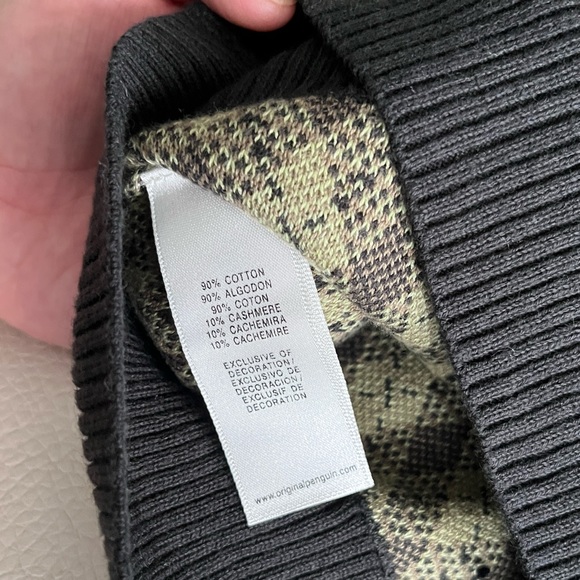 90% COTTON
90% ALGODON
90% COTON
10% CASHMERE
10% CACHEMIRA
10% CACHEMIRE
EXCLUSIVE OF
DECORATION/
EXCLUSIVO DE
DECORACION/
EXCLUSIF DE
DECORATION
www.originalpenguin.com